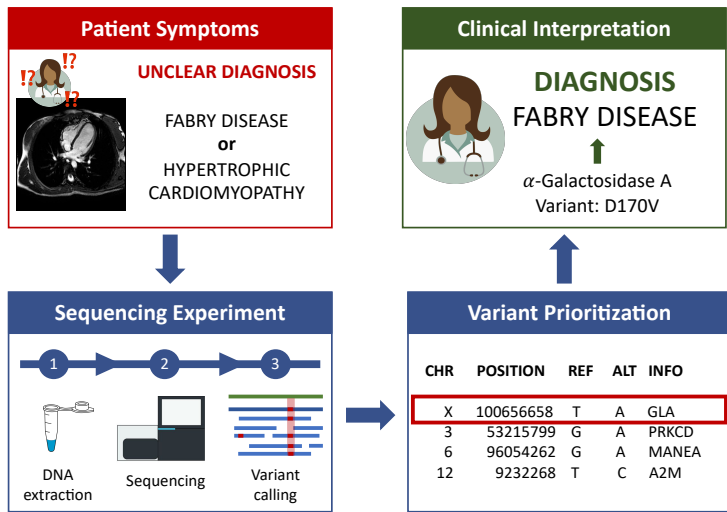 Patient Symptoms
!?
!?
!?
UNCLEAR DIAGNOSIS
FABRY DISEASE
or
HYPERTROPHIC
CARDIOMYOPATHY
Sequencing Experiment
1 2 3
DNA
extraction
Sequencing
Variant
calling
Variant Prioritization
CHR POSITION REF ALT INFO
X 100656658 T A GLA
3 53215799 G A PRKCD
6 96054262 G A MANEA
12 9232268 T C A2M
Clinical Interpretation
DIAGNOSIS
FABRY DISEASE
α-Galactosidase A
Variant: D170V